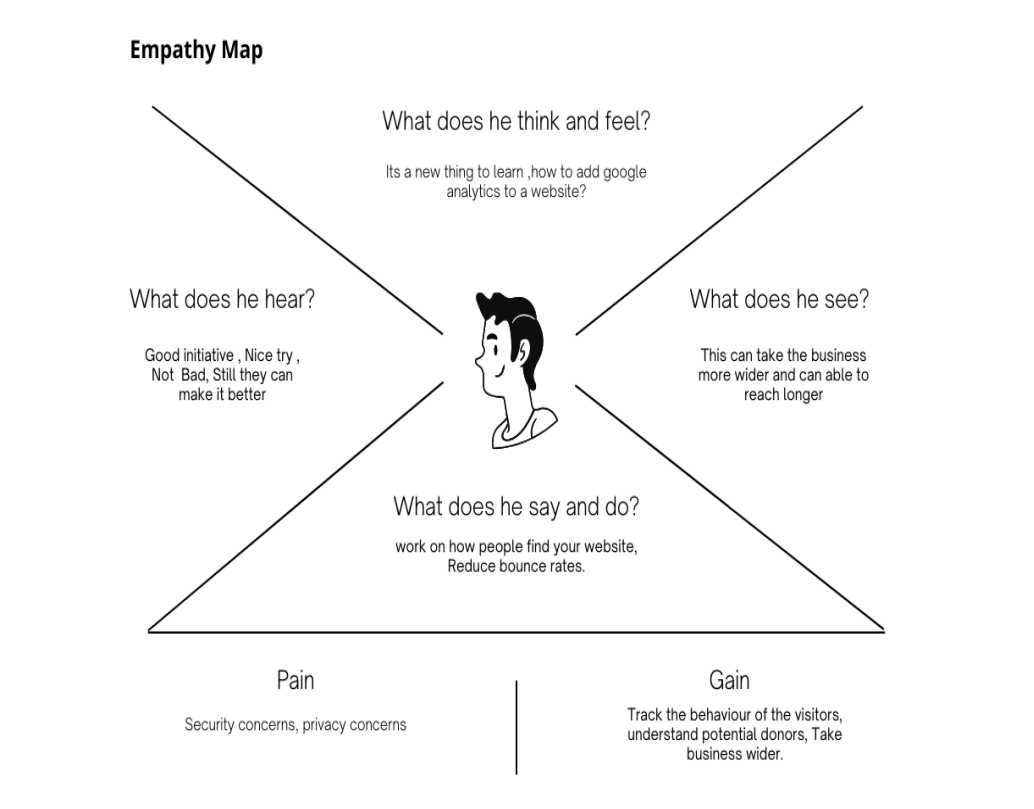 Empathy Map
What does he think and feel?
Its a new thing to learn ,how to add google
analytics to a website?
What does he hear?
Good initiative , Nice try ,
Not Bad, Still they can
make it better
What does he see?
This can take the business
more wider and can able to
reach longer
What does he say and do?
work on how people find your website,
Reduce bounce rates.
Pain
Security concerns, privacy concerns
Gain
Track the behaviour of the visitors,
understand potential donors, Take
business wider.